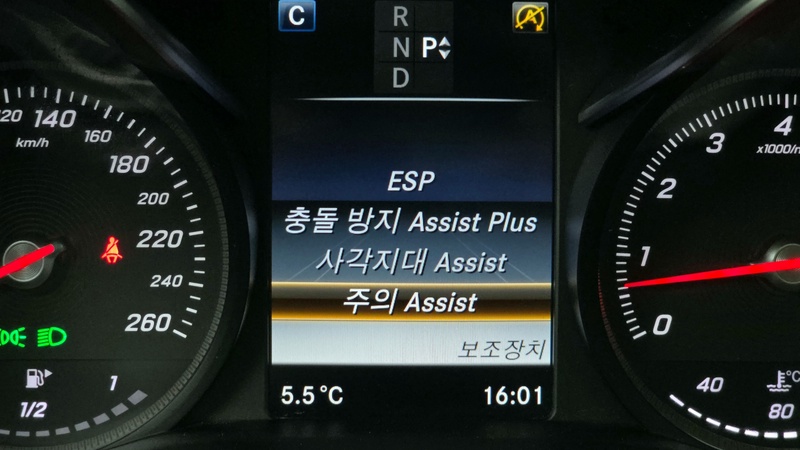 C
R
N P
D
A
120 140
160
km/h
180
200
220
240
260
1/2 1
ESP
충돌 방지 Assist Plus
사각지대 Assist
주의 Assist
보조장치
5.5 °C 16:01
4
3 x1000/
2
1
0
°C
40
80